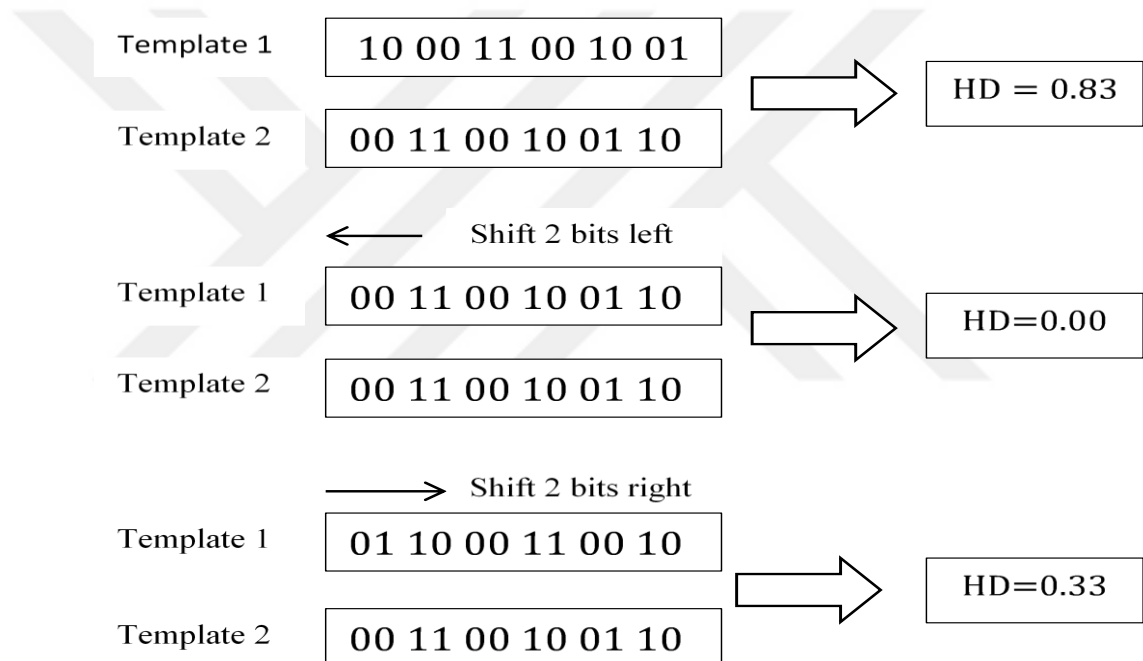 Template 1 10 00 11 00 10 01
HD = 0.83
Template 2 00 11 00 10 01 10
Shift 2 bits left
Template 1 00 11 00 10 01 10
HD=0.00
Template 2 00 11 00 10 01 10
Shift 2 bits right
Template 1 01 10 00 11 00 10
HD=0.33
Template 2 00 11 00 10 01 10